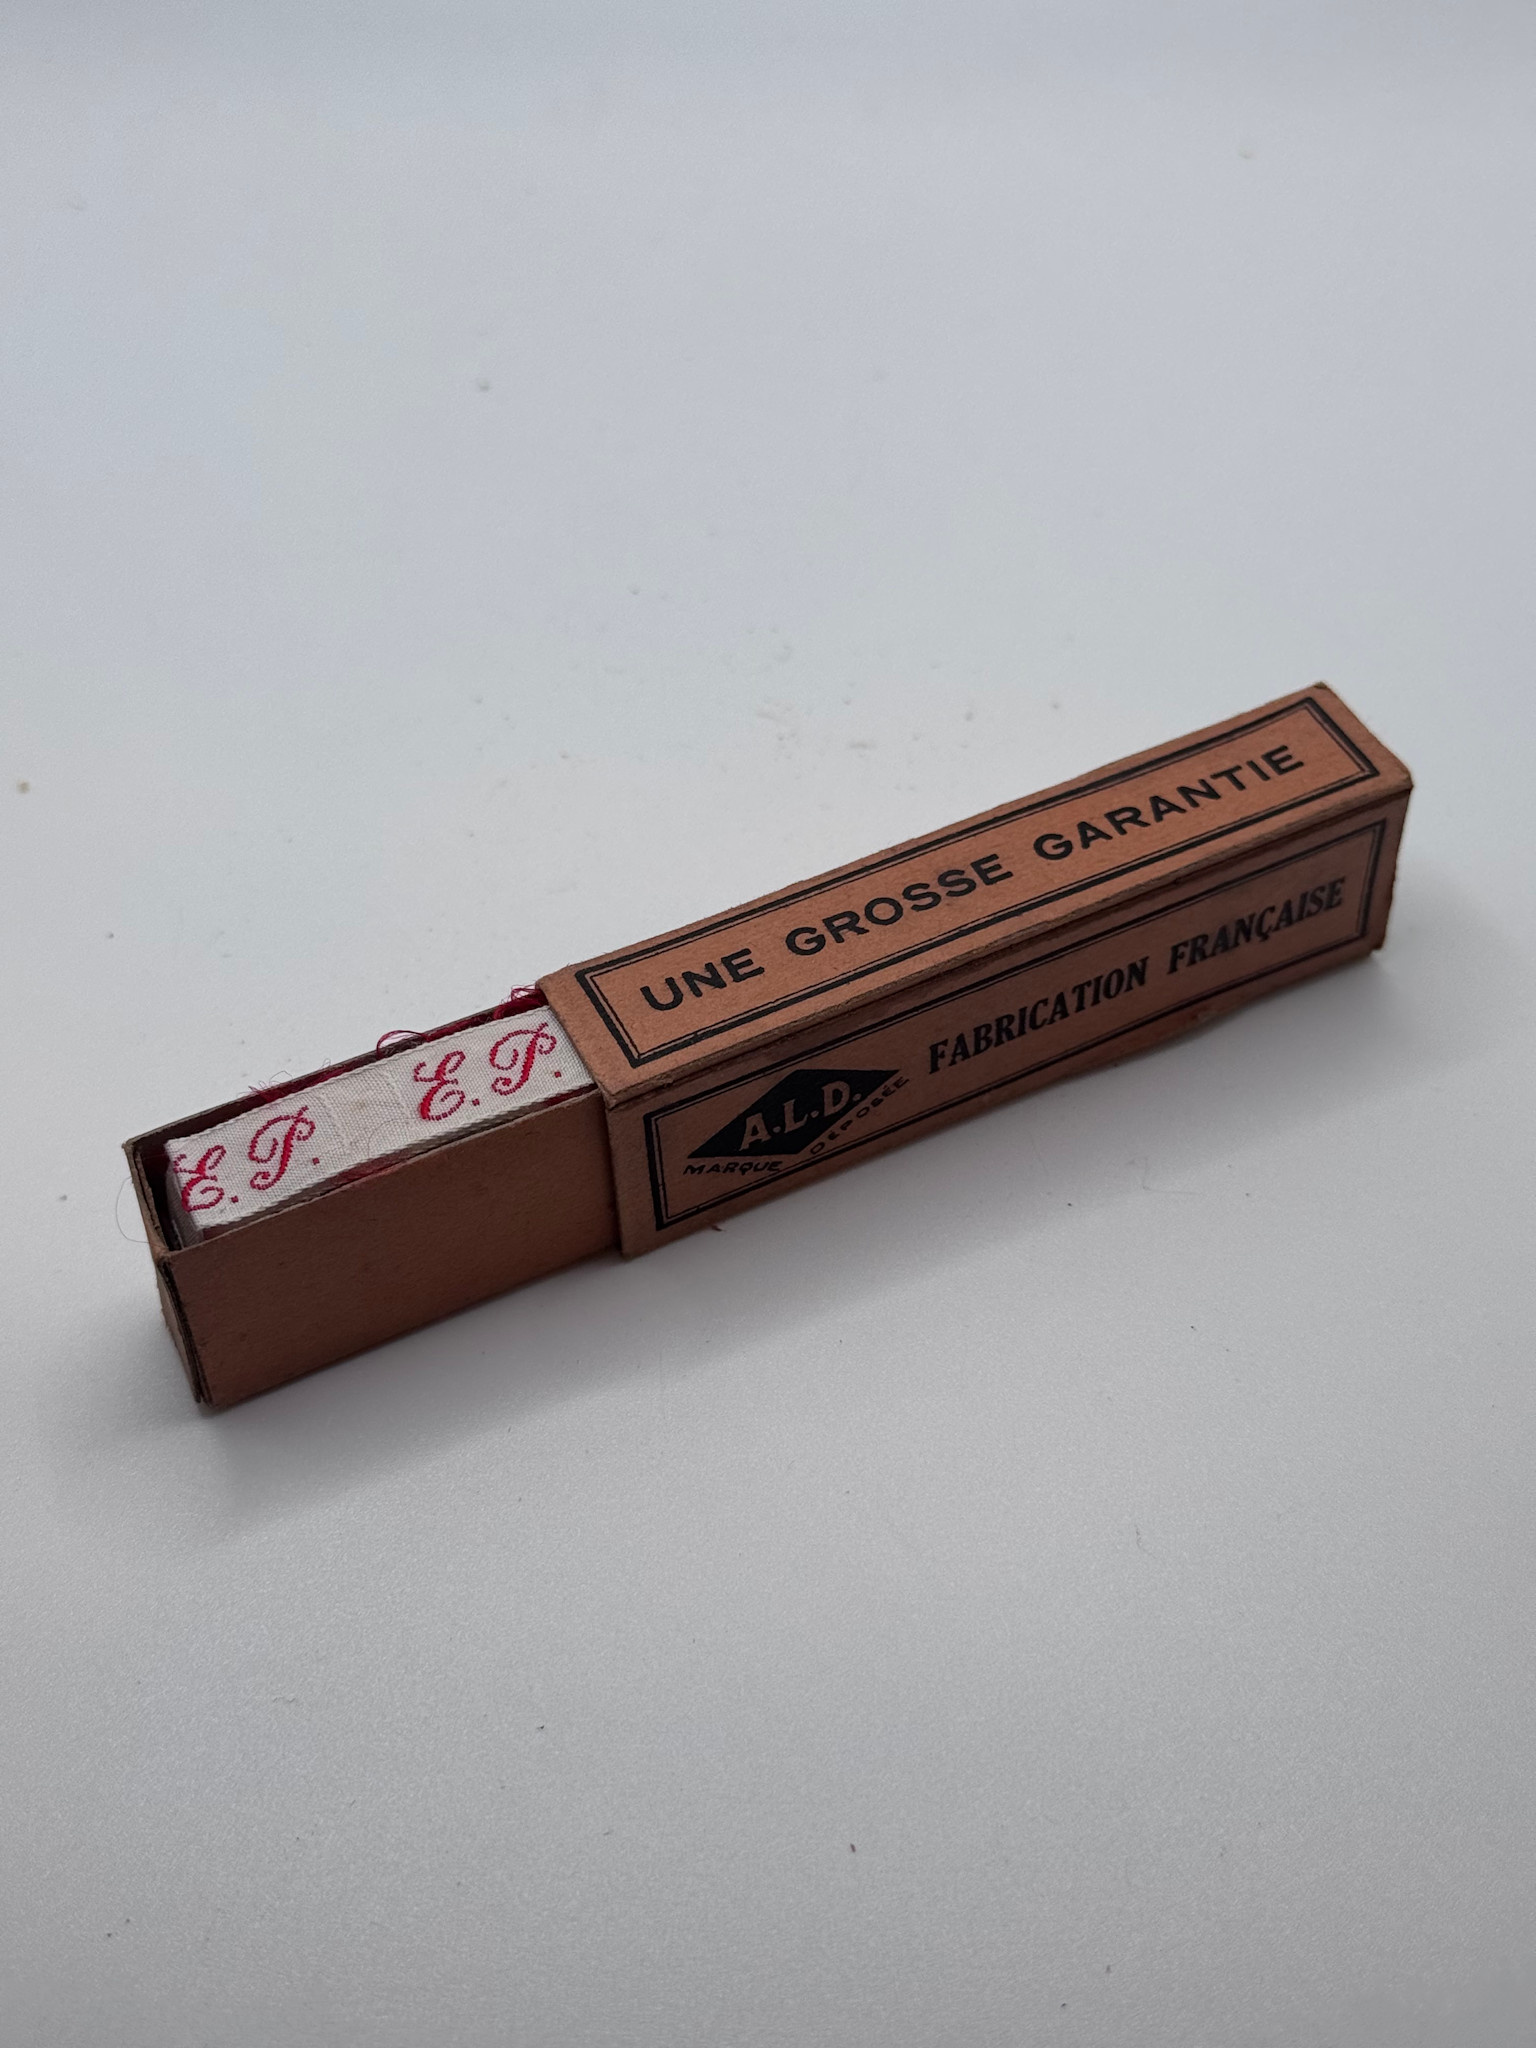 UNE GROSSE GARANTIE
A.L.D.
MARQUE DÉPOSÉE
FABRICATION FRANÇAISE
E.P.
E.P.